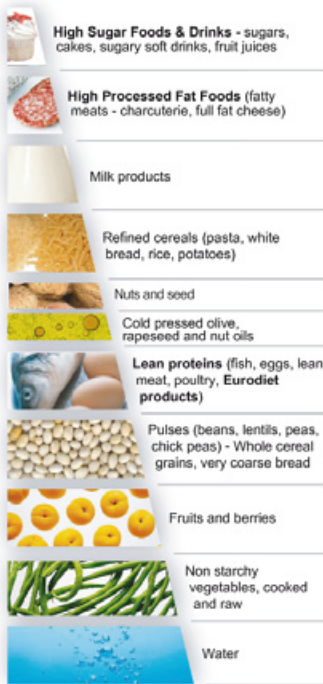 High Sugar Foods & Drinks - sugars,
cakes, sugary soft drinks, fruit juices
High Processed Fat Foods (fatty
meats - charcuterie, full fat cheese)
Milk products
Refined cereals (pasta, white
bread, rice, potatoes)
Nuts and seed
Cold pressed olive,
rapeseed and nut oils
Lean proteins (fish, eggs, lean
meat, poultry, Eurodiet
products)
Pulses (beans, lentils, peas,
chick peas) - Whole cereal
grains, very coarse bread
Fruits and berries
Non starchy
vegetables, cooked
and raw
Water